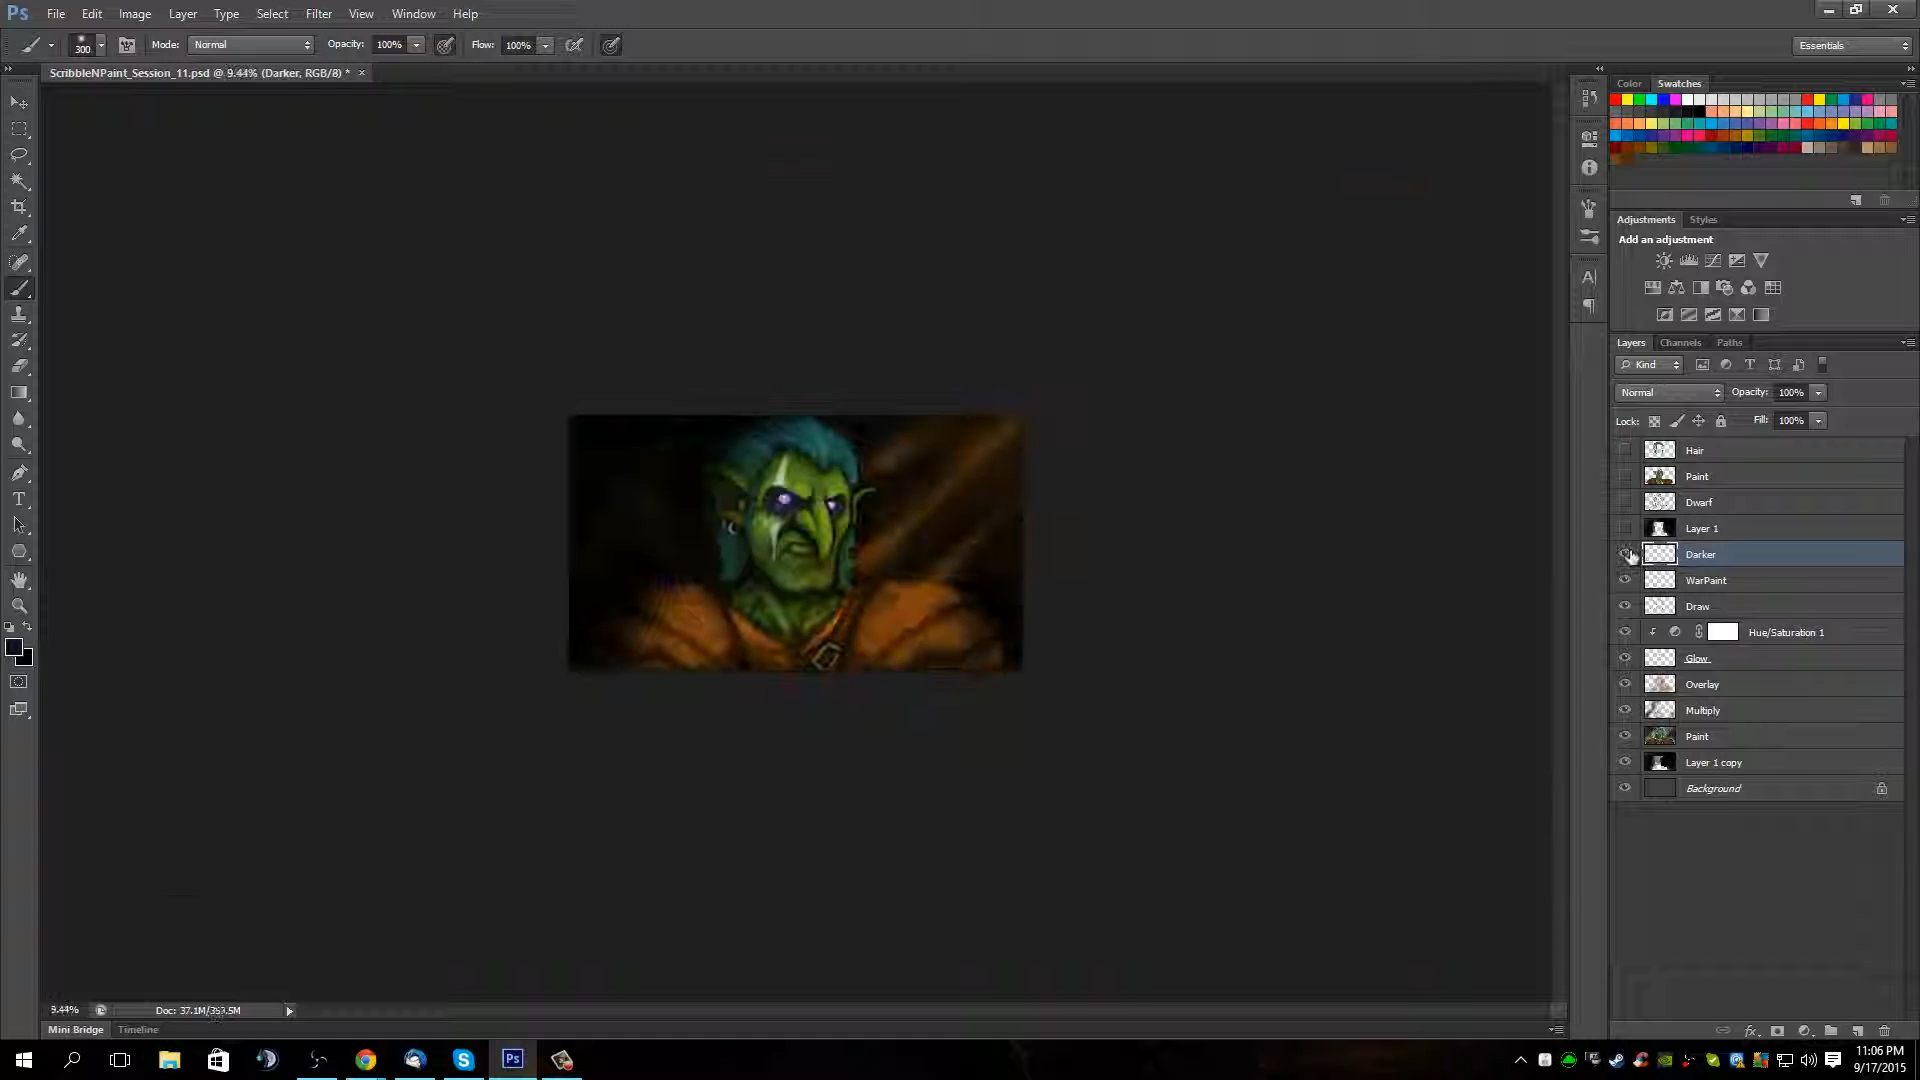 Ps File Edit Image Layer Type Select Filter 3D View Window Help
300 Mode: Normal Opacity: 100% Flow: 100% Essentials
ScribbleNPaint_Session_11.psd @ 9.44% (Darker, RGB/8) * ×
Color Swatches
Adjustments Styles
Add an adjustment
Layers Channels Paths
Kind
Normal Opacity: 100%
Lock: Fill: 100%
Hair
Paint
Dwarf
Layer 1
Darker
WarPaint
Draw
Hue/Saturation 1
Glow
Overlay
Multiply
Paint
Layer 1 copy
Background
9.44%
Mini Bridge Timeline
11:06 PM
9/17/2015